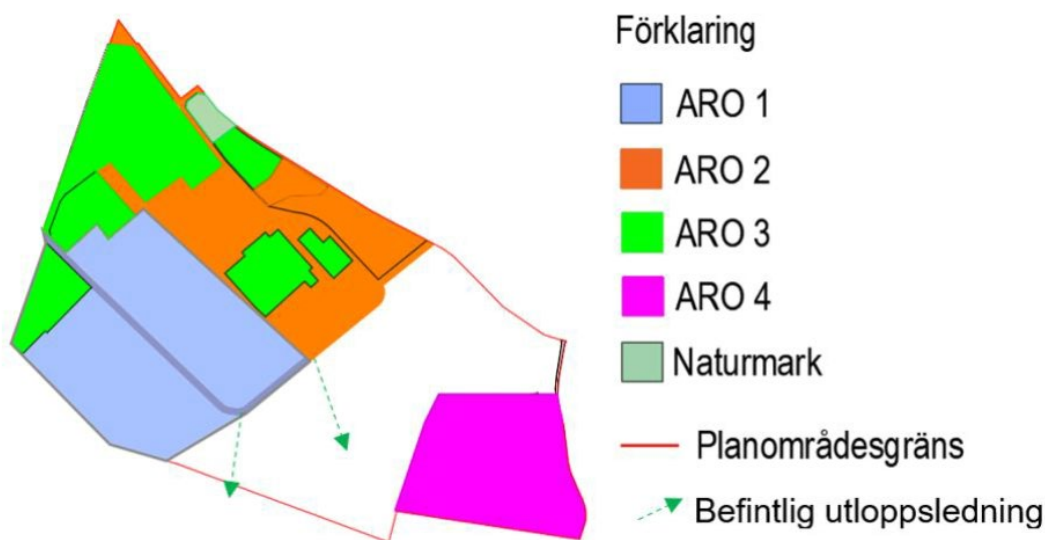 Förklaring
ARO 1
ARO 2
ARO 3
ARO 4
Naturmark
Planområdesgräns
Befintlig utloppsledning